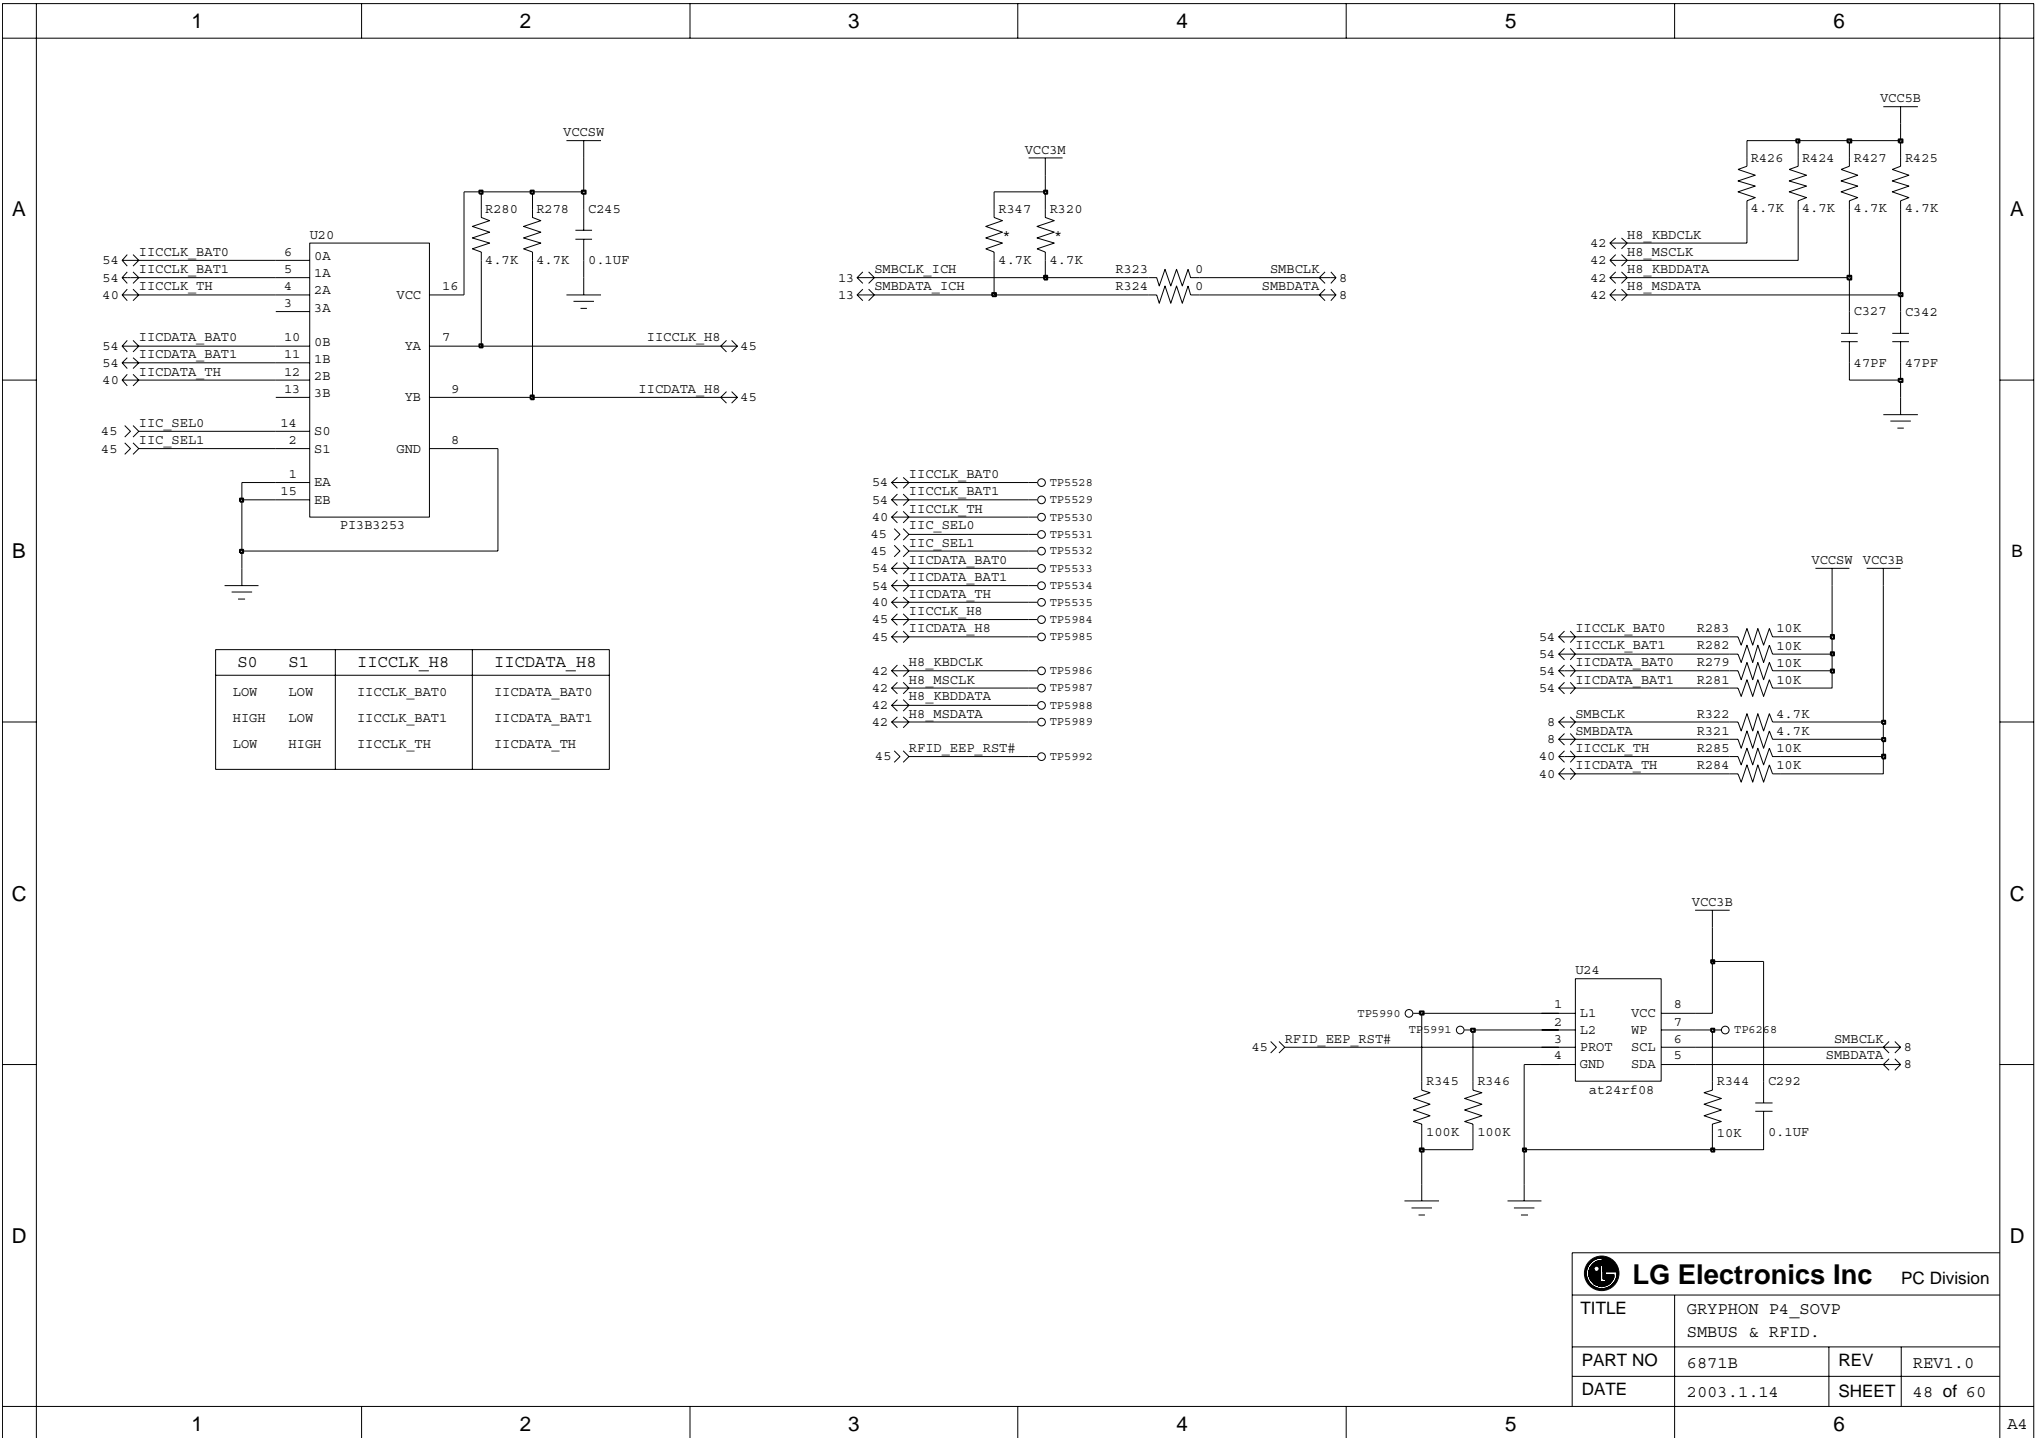 1 2 3 4 5 6
A
VCCSW
R280 R278 C245
4.7K 4.7K 0.1UF
U20
54 IICCLK_BAT0 6 0A
54 IICCLK_BAT1 5 1A
40 IICCLK_TH 4 2A
3 3A
VCC 16
54 IICDATA_BAT0 10 0B
54 IICDATA_BAT1 11 1B
40 IICDATA_TH 12 2B
13 3B
YA 7 IICCLK_H8 45
YB 9 IICDATA_H8 45
45 IIC_SEL0 14 S0
45 IIC_SEL1 2 S1
GND 8
1 EA
15 EB
PI3B3253
VCC3M
R347 R320
* *
4.7K 4.7K
13 SMBCLK_ICH R323 0 SMBCLK 8
13 SMBDATA_ICH R324 0 SMBDATA 8
VCC5B
R426 R424 R427 R425
4.7K 4.7K 4.7K 4.7K
A
42 H8_KBDCLK
42 H8_MSCLK
42 H8_KBDDATA
42 H8_MSDATA
C327 C342
47PF 47PF
B
54 IICCLK_BAT0 TP5528
54 IICCLK_BAT1 TP5529
40 IICCLK_TH TP5530
45 IIC_SEL0 TP5531
45 IIC_SEL1 TP5532
54 IICDATA_BAT0 TP5533
54 IICDATA_BAT1 TP5534
40 IICDATA_TH TP5535
45 IICCLK_H8 TP5984
45 IICDATA_H8 TP5985
42 H8_KBDCLK TP5986
42 H8_MSCLK TP5987
42 H8_KBDDATA TP5988
42 H8_MSDATA TP5989
45 RFID_EEP_RST# TP5992
B
VCCSW VCC3B
54 IICCLK_BAT0 R283 10K
54 IICCLK_BAT1 R282 10K
54 IICDATA_BAT0 R279 10K
54 IICDATA_BAT1 R281 10K
8 SMBCLK R322 4.7K
8 SMBDATA R321 4.7K
40 IICCLK_TH R285 10K
40 IICDATA_TH R284 10K
S0 S1 IICCLK_H8 IICDATA_H8
LOW LOW IICCLK_BAT0 IICDATA_BAT0
HIGH LOW IICCLK_BAT1 IICDATA_BAT1
LOW HIGH IICCLK_TH IICDATA_TH
C C
VCC3B
U24
TP5990 1 L1 VCC 8
TP5991 2 L2 WP 7 TP6268
45 RFID_EEP_RST# 3 PROT SCL 6 SMBCLK 8
4 GND SDA 5 SMBDATA 8
at24rf08
R345 R346 R344 C292
100K 100K 10K 0.1UF
D D
LG Electronics Inc PC Division
TITLE GRYPHON P4_SOVP
SMBUS & RFID.
PART NO 6871B REV REV1.0
DATE 2003.1.14 SHEET 48 of 60
1 2 3 4 5 6 A4